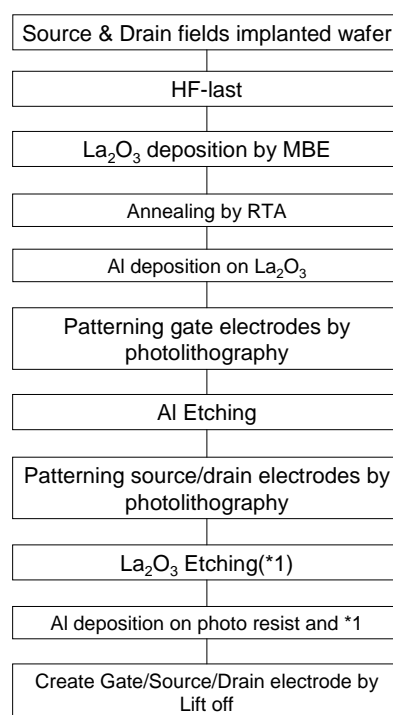 Source & Drain fields implanted wafer
HF-last
La₂O₃ deposition by MBE
Annealing by RTA
Al deposition on La₂O₃
Patterning gate electrodes by
photolithography
Al Etching
Patterning source/drain electrodes by
photolithography
La₂O₃ Etching(*1)
Al deposition on photo resist and *1
Create Gate/Source/Drain electrode by
Lift off